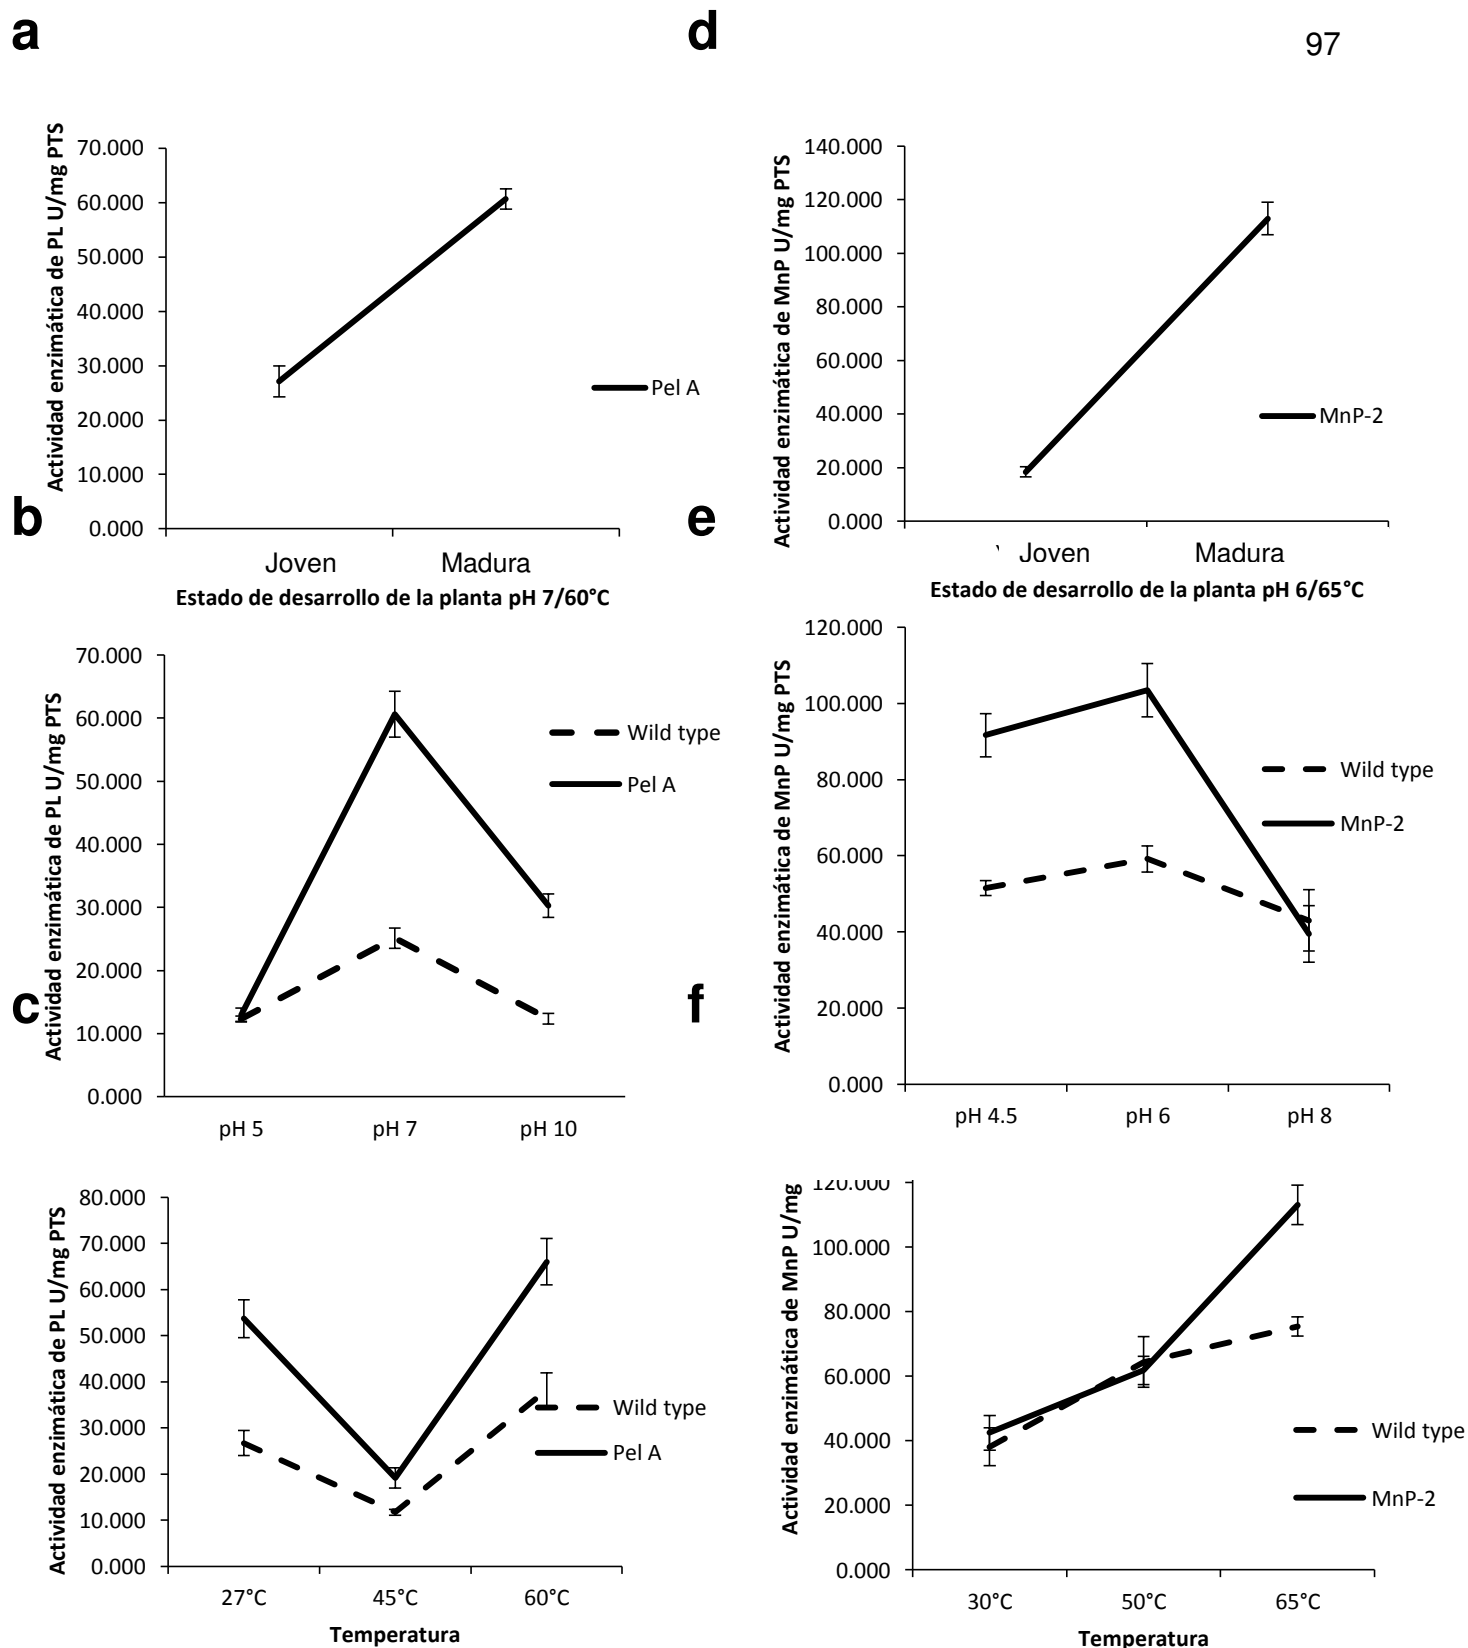 a
d
97
Actividad enzimática de PL U/mg PTS
70.000
60.000
50.000
40.000
30.000
20.000
10.000
0.000
Pel A
Joven
Madura
Estado de desarrollo de la planta pH 7/60°C
Actividad enzimática de MnP U/mg PTS
140.000
120.000
100.000
80.000
60.000
40.000
20.000
0.000
MnP-2
Joven
Madura
Estado de desarrollo de la planta pH 6/65°C
b
Actividad enzimática de PL U/mg PTS
70.000
60.000
50.000
40.000
30.000
20.000
10.000
0.000
Wild type
Pel A
pH 5
pH 7
pH 10
e
Actividad enzimática de MnP U/mg PTS
120.000
100.000
80.000
60.000
40.000
20.000
0.000
Wild type
MnP-2
pH 4.5
pH 6
pH 8
c
Actividad enzimática de PL U/mg PTS
80.000
70.000
60.000
50.000
40.000
30.000
20.000
10.000
0.000
Wild type
Pel A
27°C
45°C
60°C
Temperatura
f
Actividad enzimática de MnP U/mg
120.000
100.000
80.000
60.000
40.000
20.000
0.000
Wild type
MnP-2
30°C
50°C
65°C
Temperatura